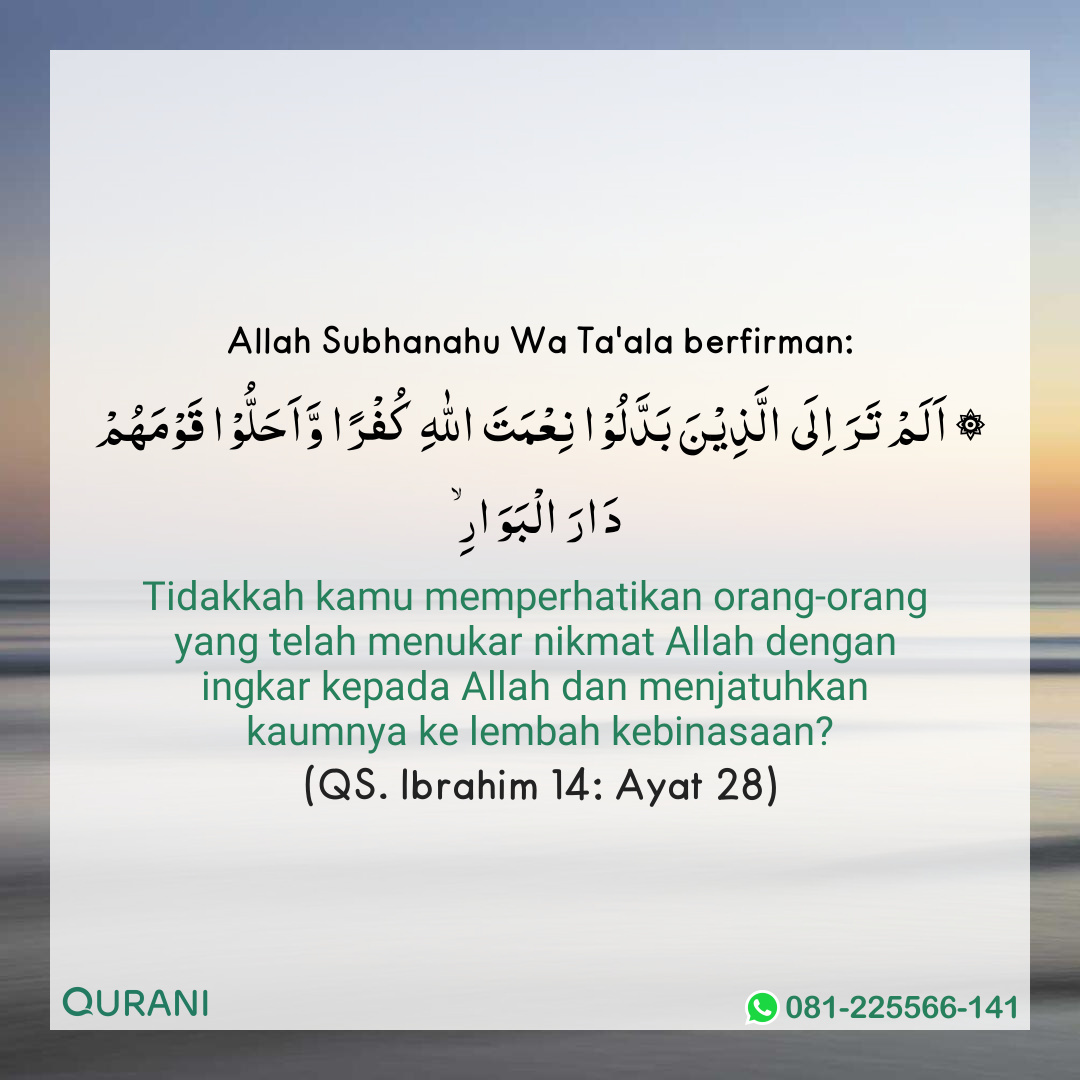 Allah Subhanahu Wa Ta'ala berfirman:
۞ اَلَمْ تَرَ اِلَى الَّذِيْنَ بَدَّلُوْا نِعْمَتَ اللّٰهِ كُفْرًا وَّاَحَلُّوْا قَوْمَهُمْ
دَارَ الْبَوَارِۙ
Tidakkah kamu memperhatikan orang-orang
yang telah menukar nikmat Allah dengan
ingkar kepada Allah dan menjatuhkan
kaumnya ke lembah kebinasaan?
(QS. Ibrahim 14: Ayat 28)
QURANI
081-225566-141